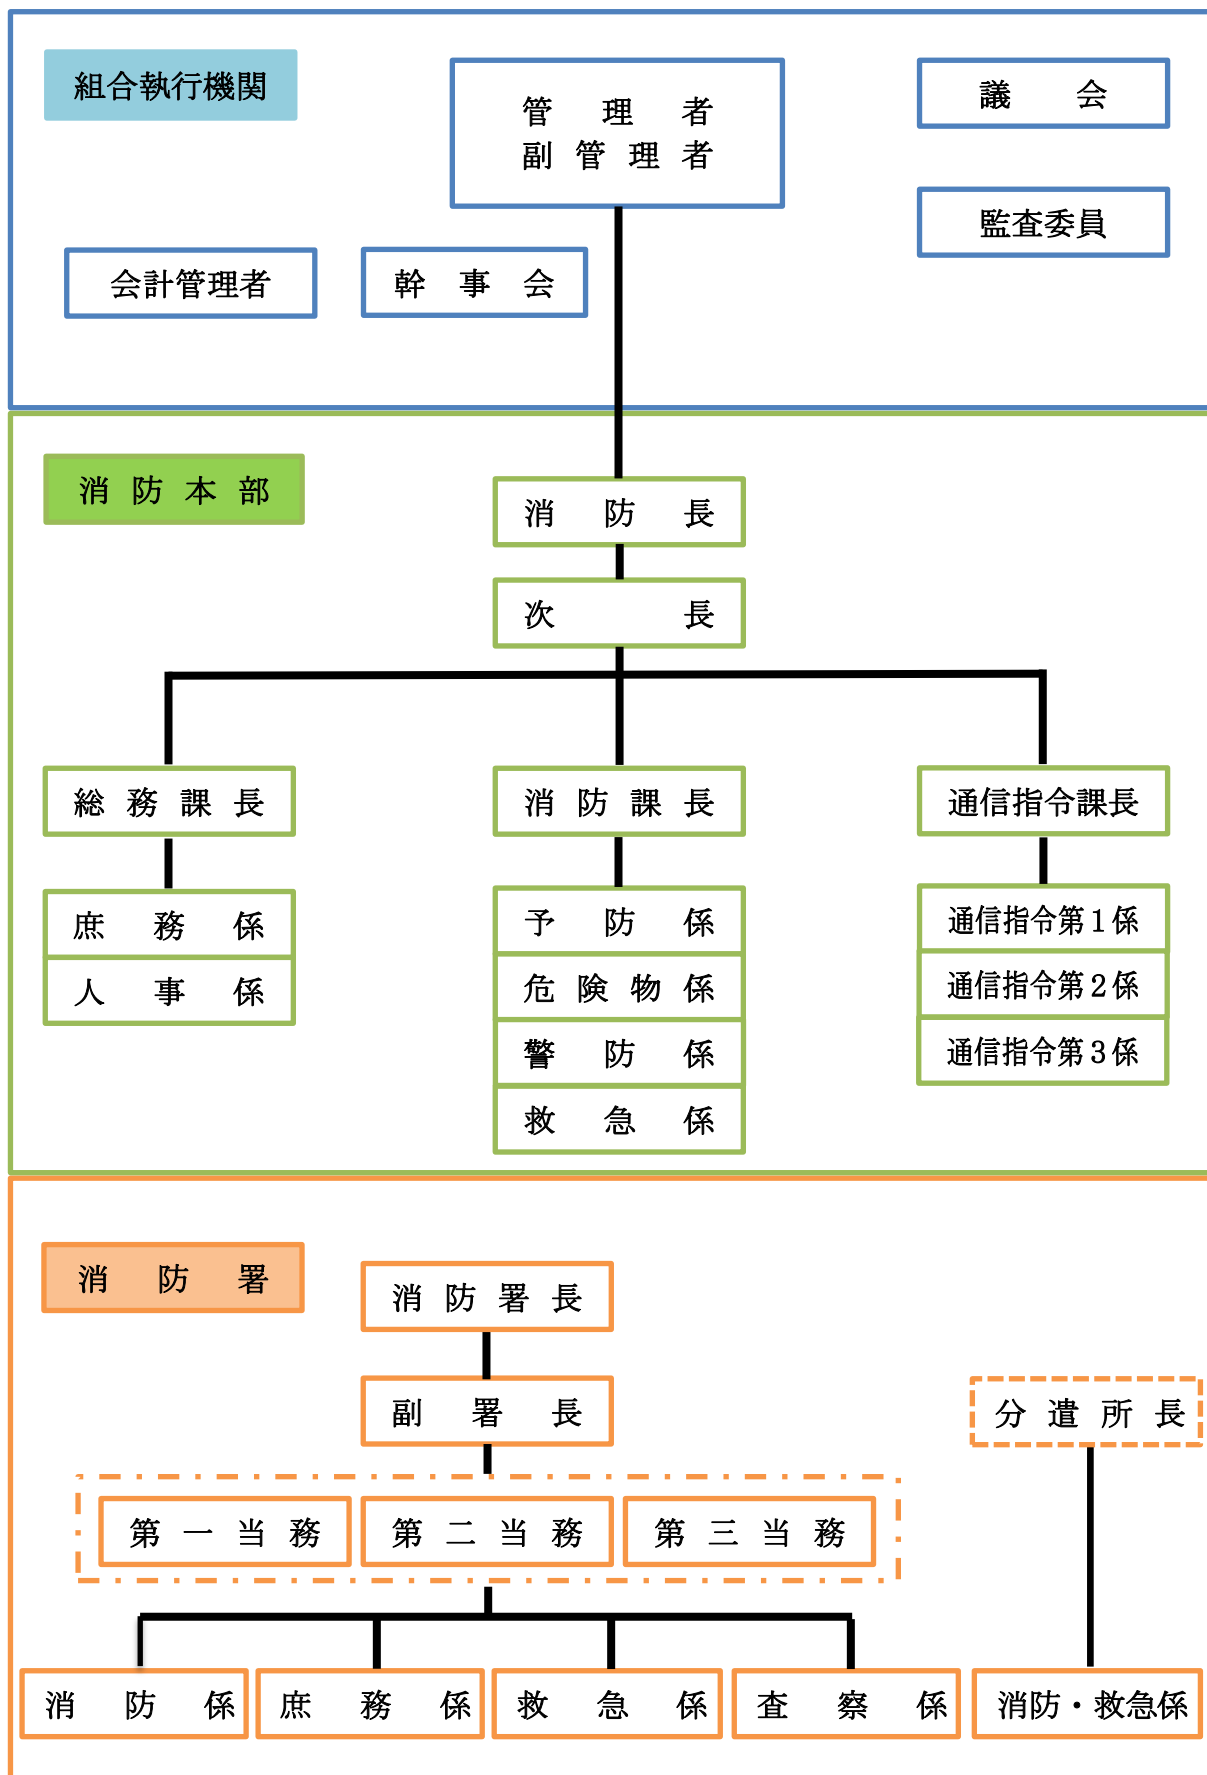 組合執行機関
管理者
副管理者
議会
監査委員
会計管理者
幹事会
消防本部
消防長
次長
総務課長
消防課長
通信指令課長
庶務係
人事係
予防係
危険物係
警防係
救急係
通信指令第1係
通信指令第2係
通信指令第3係
消防署
消防署長
副署長
分遣所長
第一当務
第二当務
第三当務
消防係
庶務係
救急係
査察係
消防・救急係